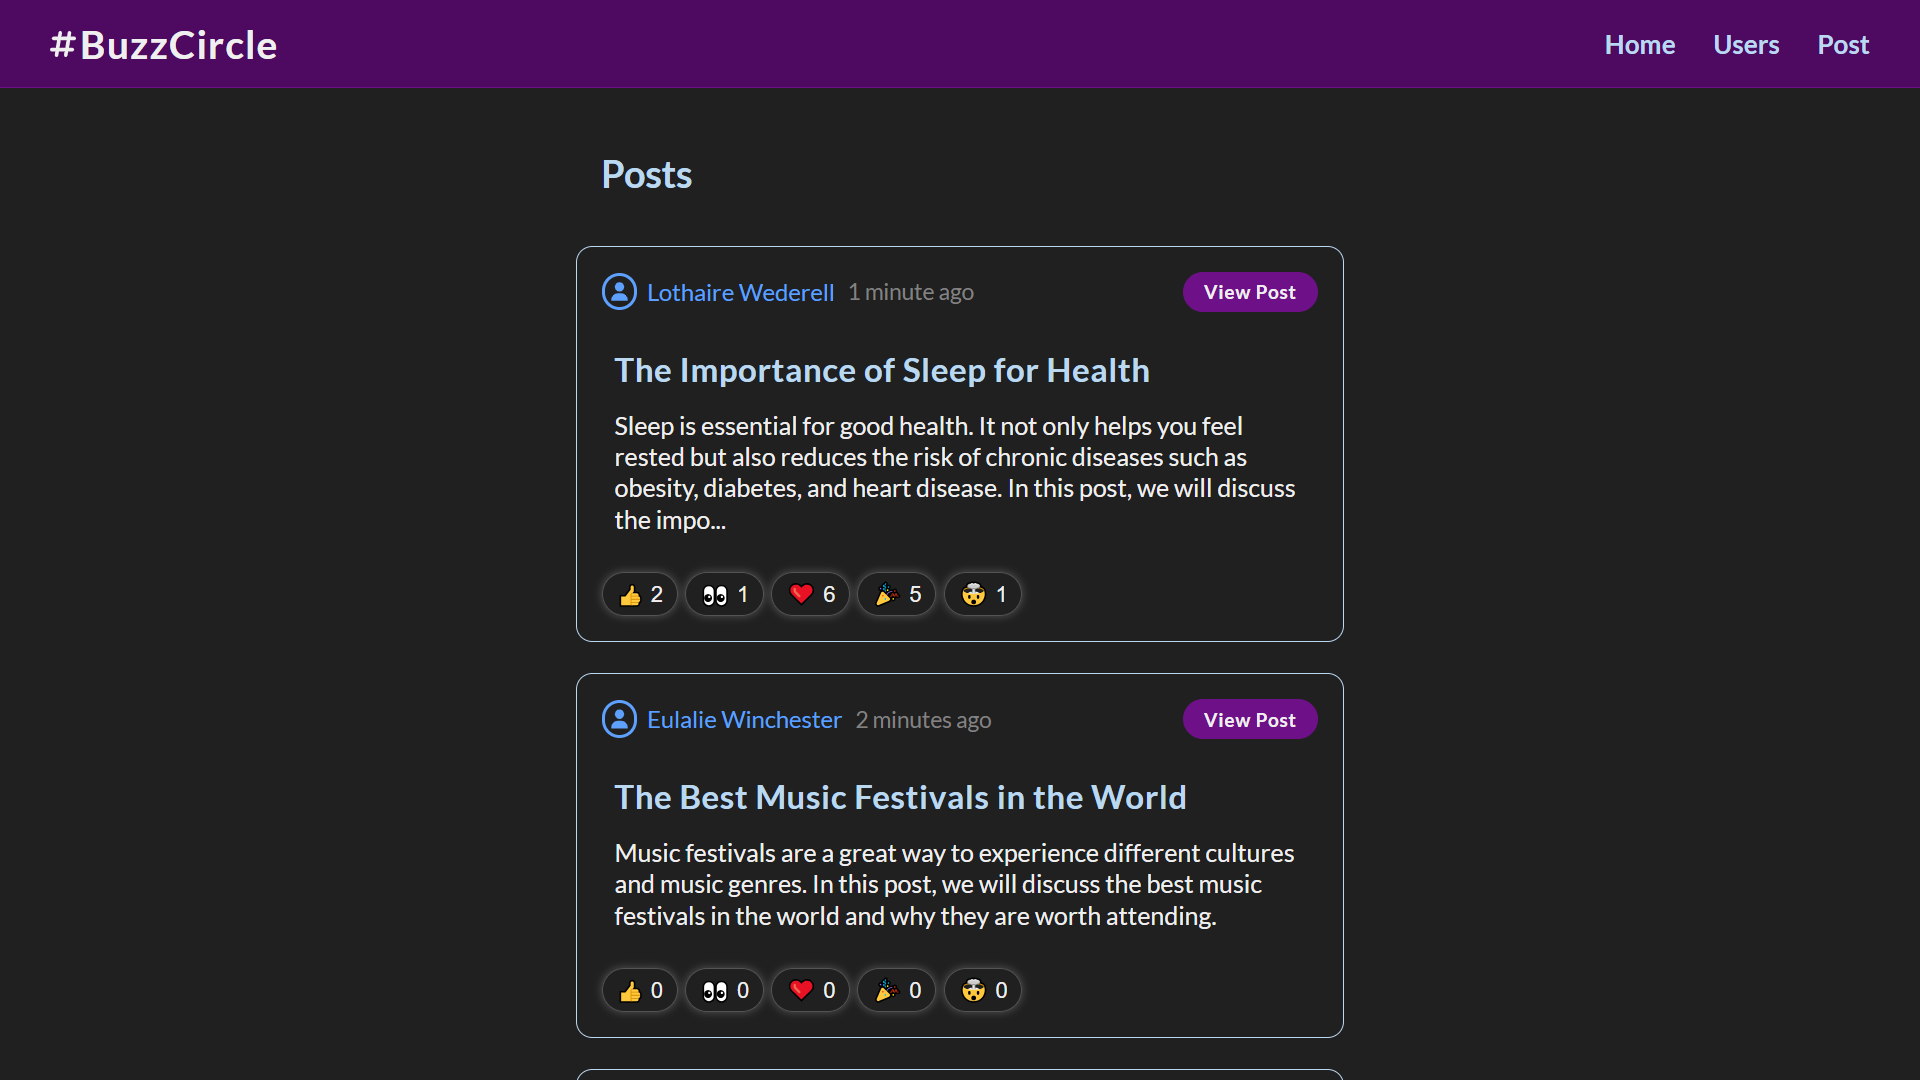 #BuzzCircle
Home Users Post
Posts
Lothaire Wederell 1 minute ago View Post
The Importance of Sleep for Health
Sleep is essential for good health. It not only helps you feel
rested but also reduces the risk of chronic diseases such as
obesity, diabetes, and heart disease. In this post, we will discuss
the impo...
👍 2 👀 1 ❤️ 6 🎉 5 🤯 1
Eulalie Winchester 2 minutes ago View Post
The Best Music Festivals in the World
Music festivals are a great way to experience different cultures
and music genres. In this post, we will discuss the best music
festivals in the world and why they are worth attending.
👍 0 👀 0 ❤️ 0 🎉 0 🤯 0